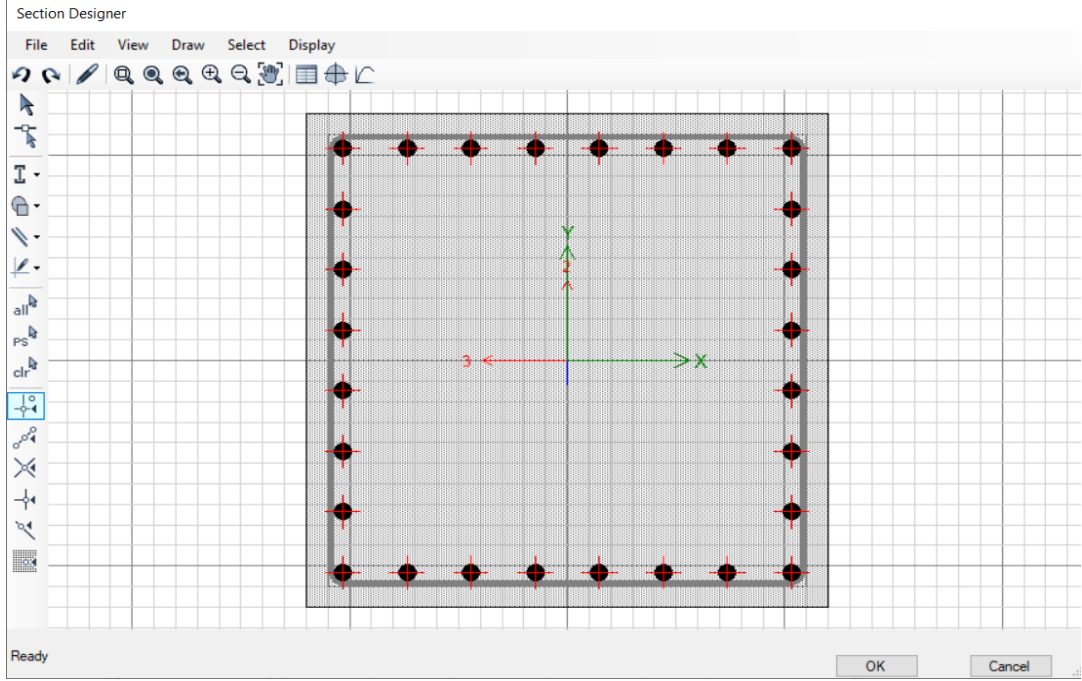 Section Designer
File Edit View Draw Select Display
all
ps
clr
Y
2
3 X
Ready
OK Cancel